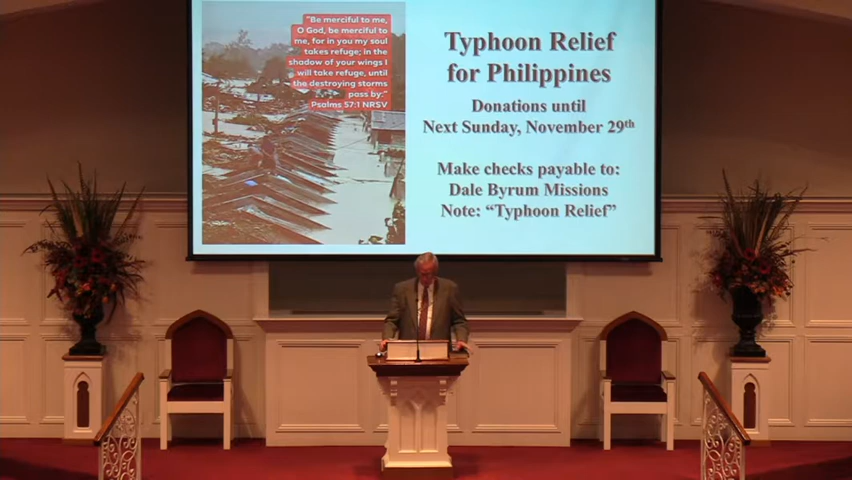 "Be merciful to me,
O God, be merciful to
me, for in you my soul
takes refuge; in the
shadow of your wings I
will take refuge, until
the destroying storms
pass by."
Psalms 57:1 NRSV
Typhoon Relief
for Philippines
Donations until
Next Sunday, November 29th
Make checks payable to:
Dale Byrum Missions
Note: "Typhoon Relief"